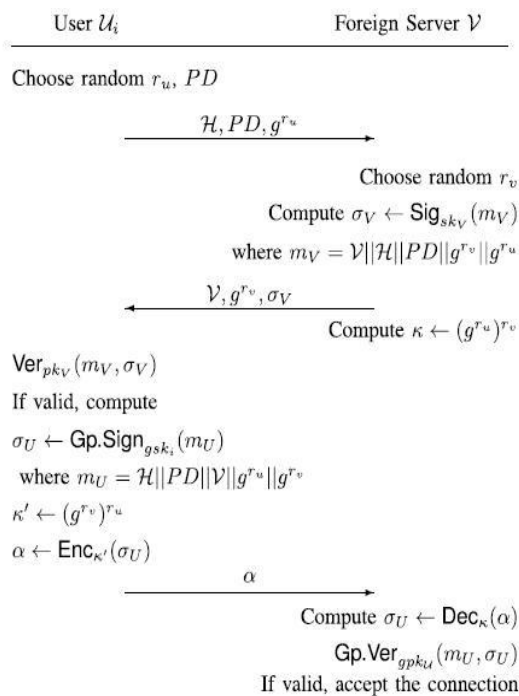 User 𝒰ᵢ Foreign Server 𝒱
Choose random r_u, PD
ℋ, PD, g^{r_u}
Choose random r_v
Compute σ_V ← Sig_{sk_V}(m_V)
where m_V = 𝒱||ℋ||PD||g^{r_v}||g^{r_u}
𝒱, g^{r_v}, σ_V
Compute κ ← (g^{r_u})^{r_v}
Ver_{pk_V}(m_V, σ_V)
If valid, compute
σ_U ← Gp.Sign_{gsk_i}(m_U)
where m_U = ℋ||PD||𝒱||g^{r_u}||g^{r_v}
κ′ ← (g^{r_v})^{r_u}
α ← Enc_{κ′}(σ_U)
α
Compute σ_U ← Dec_κ(α)
Gp.Ver_{gpk_𝒰}(m_U, σ_U)
If valid, accept the connection